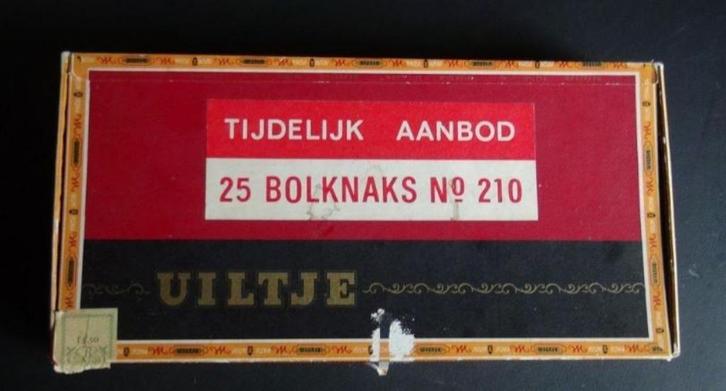 TIJDELIJK AANBOD
25 BOLKNAKS Nº 210
UILTJE